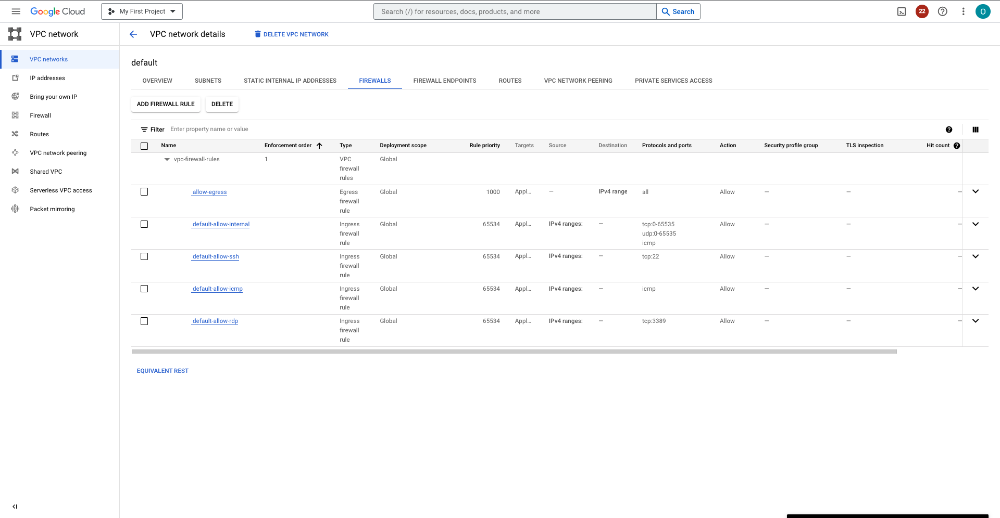 Google Cloud
My First Project
Search (/) for resources, docs, products, and more
Search
22
O
VPC network
VPC network details
DELETE VPC NETWORK
VPC networks
IP addresses
Bring your own IP
Firewall
Routes
VPC network peering
Shared VPC
Serverless VPC access
Packet mirroring
default
OVERVIEW SUBNETS STATIC INTERNAL IP ADDRESSES FIREWALLS FIREWALL ENDPOINTS ROUTES VPC NETWORK PEERING PRIVATE SERVICES ACCESS
ADD FIREWALL RULE DELETE
Filter Enter property name or value
Name Enforcement order Type Deployment scope Rule priority Targets Source Destination Protocols and ports Action Security profile group TLS inspection Hit count
vpc-firewall-rules 1 VPC Global
firewall
rules
allow-egress Egress Global 1000 Appl... – IPv4 range all Allow – – –
firewall
rule
default-allow-internal Ingress Global 65534 Appl... IPv4 ranges: – tcp:0-65535 Allow – – –
firewall udp:0-65535
rule icmp
default-allow-ssh Ingress Global 65534 Appl... IPv4 ranges: – tcp:22 Allow – – –
firewall
rule
default-allow-icmp Ingress Global 65534 Appl... IPv4 ranges: – icmp Allow – – –
firewall
rule
default-allow-rdp Ingress Global 65534 Appl... IPv4 ranges: – tcp:3389 Allow – – –
firewall
rule
EQUIVALENT REST